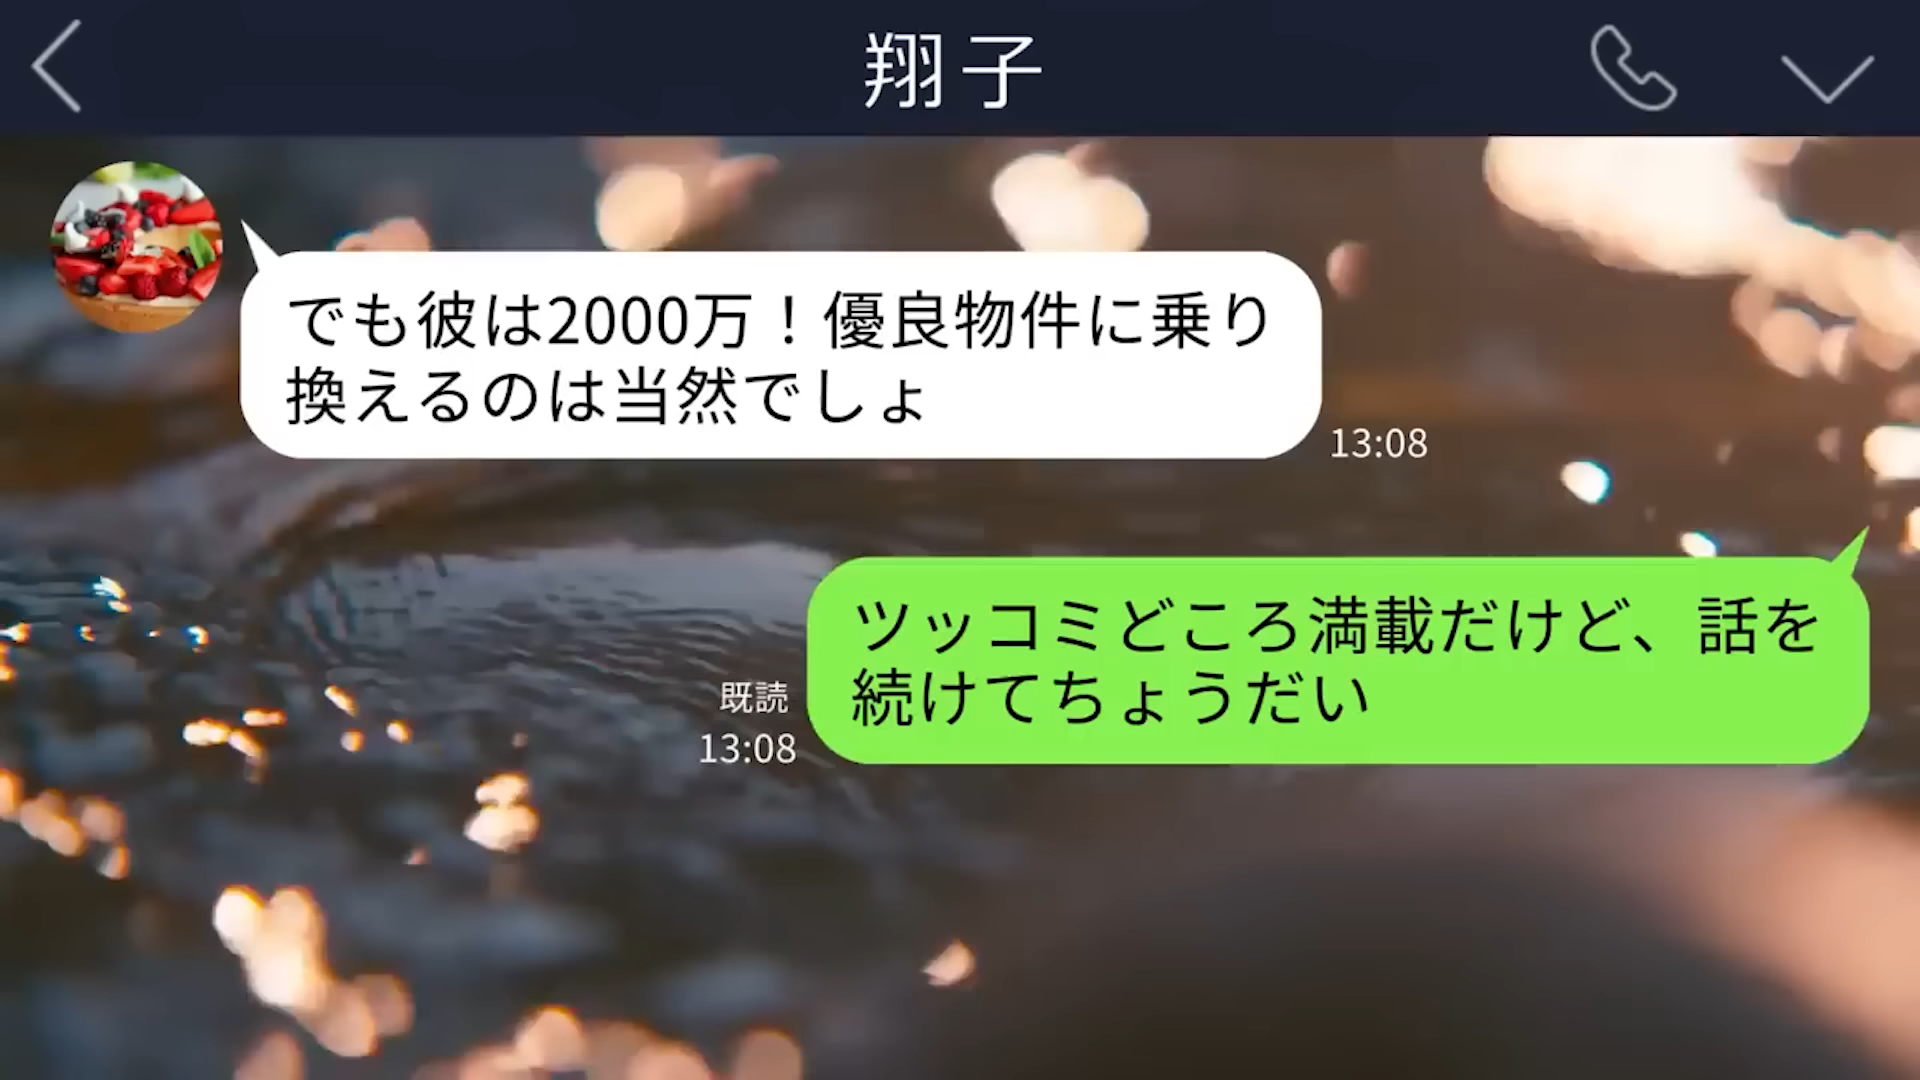 翔子
でも彼は2000万！優良物件に乗り
換えるのは当然でしょ
13:08
ツッコミどころ満載だけど、話を
続けてちょうだい
既読
13:08